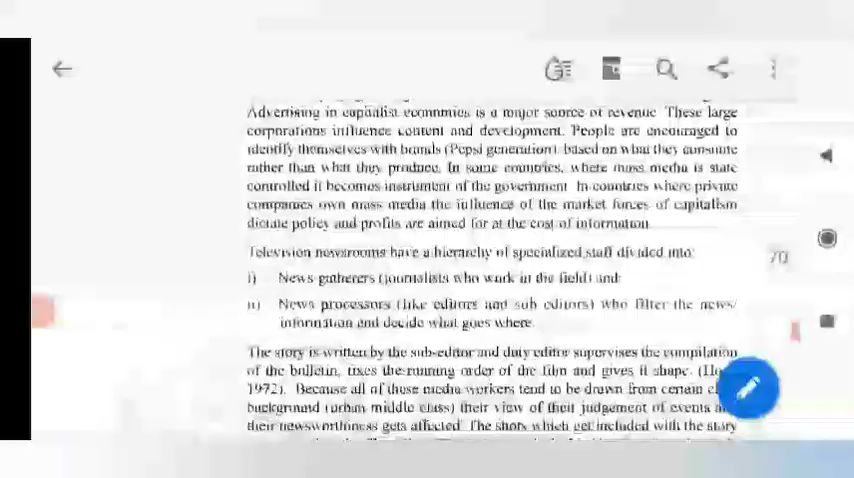 Advertising in capitalist economies is a major source of revenue These large
corporations influence content and development. People are encouraged to
identify themselves with brands (Pepsi generation) based on what they consume
rather than what they produce. In some countries, where mass media is state
controlled it becomes instrument of the government In countries where private
companies own mass media the influence of the market forces of capitalism
dictate policy and profits are aimed for at the cost of information
Television newsrooms have a hierarchy of specialized staff divided into:
i) News gatherers (journalists who work in the field) and
ii) News processors (like editors and sub editors) who filter the news/
information and decide what goes where.
The story is written by the sub-editor and duty editor supervises the compilation
of the bulletin, fixes the running order of the film and gives it shape.
1972). Because all of these media workers tend to be drawn from certain
background (urban middle class) their view of their judgement of events
their newsworthiness gets affected The shots which get included with the story
70